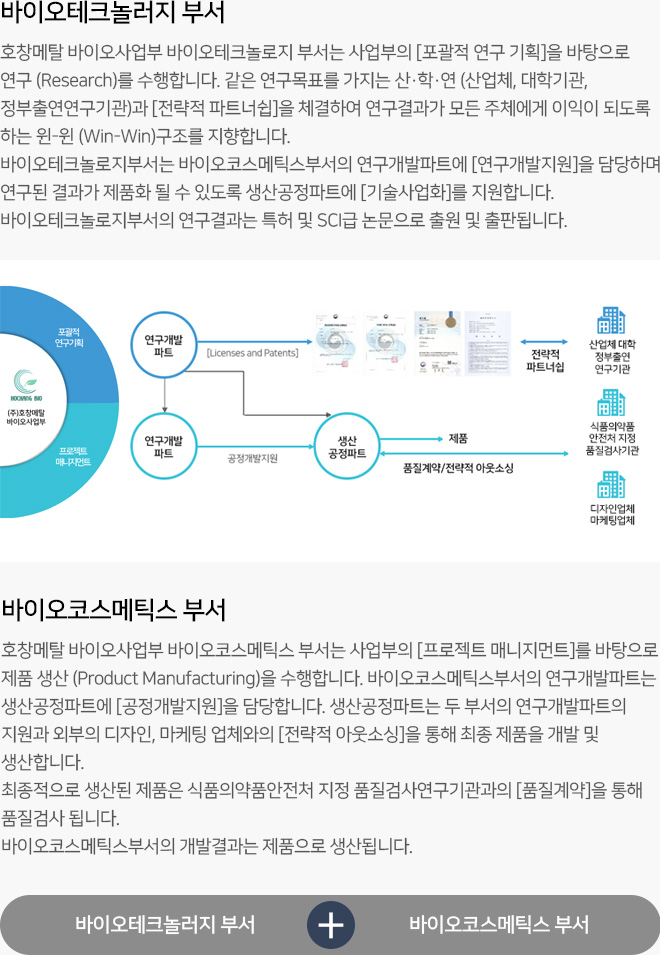 바이오테크놀러지 부서
호창메탈 바이오사업부 바이오테크놀로지 부서는 사업부의 [포괄적 연구 기획]을 바탕으로
연구 (Research)를 수행합니다. 같은 연구목표를 가지는 산·학·연 (산업체, 대학기관,
정부출연연구기관)과 [전략적 파트너쉽]을 체결하여 연구결과가 모든 주체에게 이익이 되도록
하는 윈-윈 (Win-Win)구조를 지향합니다.
바이오테크놀로지부서는 바이오코스메틱스부서의 연구개발파트에 [연구개발지원]을 담당하며
연구된 결과가 제품화 될 수 있도록 생산공정파트에 [기술사업화]를 지원합니다.
바이오테크놀로지부서의 연구결과는 특허 및 SCI급 논문으로 출원 및 출판됩니다.
포괄적
연구기획
HOCHANG BIO
(주)호창메탈
바이오사업부
프로젝트
매니지먼트
연구개발
파트
[Licenses and Patents]
전략적
파트너쉽
산업체 대학
정부출연
연구기관
연구개발
파트
공정개발지원
생산
공정파트
제품
품질계약/전략적 아웃소싱
식품의약품
안전처 지정
품질검사기관
디자인업체
마케팅업체
바이오코스메틱스 부서
호창메탈 바이오사업부 바이오코스메틱스 부서는 사업부의 [프로젝트 매니지먼트]를 바탕으로
제품 생산 (Product Manufacturing)을 수행합니다. 바이오코스메틱스부서의 연구개발파트는
생산공정파트에 [공정개발지원]을 담당합니다. 생산공정파트는 두 부서의 연구개발파트의
지원과 외부의 디자인, 마케팅 업체와의 [전략적 아웃소싱]을 통해 최종 제품을 개발 및
생산합니다.
최종적으로 생산된 제품은 식품의약품안전처 지정 품질검사연구기관과의 [품질계약]을 통해
품질검사 됩니다.
바이오코스메틱스부서의 개발결과는 제품으로 생산됩니다.
바이오테크놀러지 부서 + 바이오코스메틱스 부서